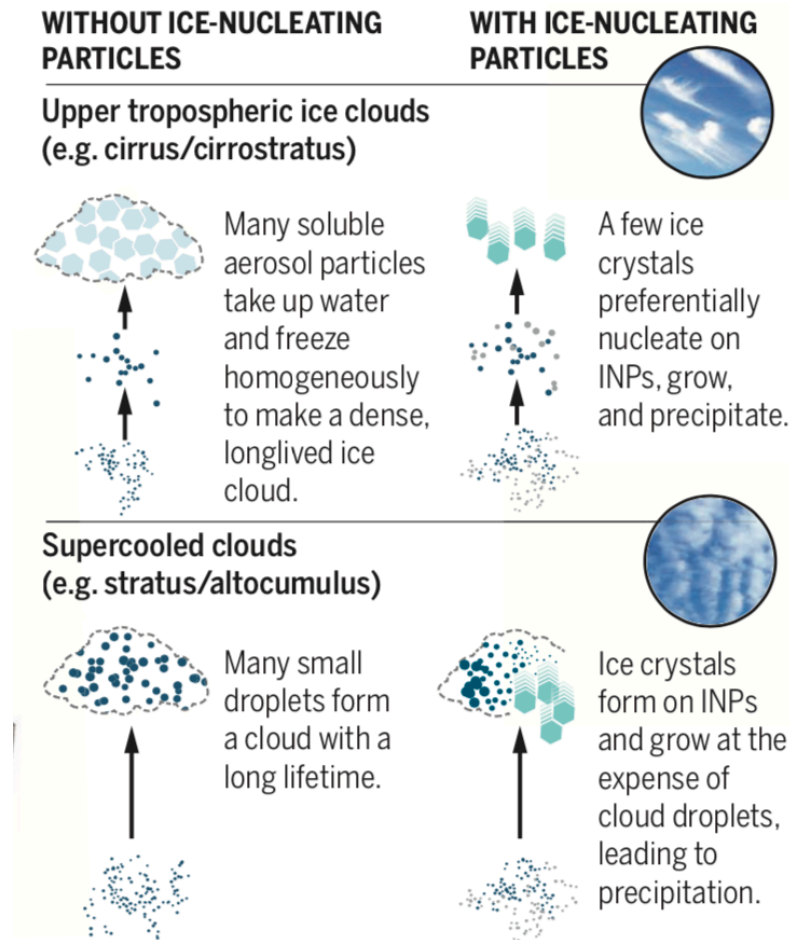 WITHOUT ICE-NUCLEATING
PARTICLES
WITH ICE-NUCLEATING
PARTICLES
Upper tropospheric ice clouds
(e.g. cirrus/cirrostratus)
Many soluble
aerosol particles
take up water
and freeze
homogeneously
to make a dense,
longlived ice
cloud.
A few ice
crystals
preferentially
nucleate on
INPs, grow,
and precipitate.
Supercooled clouds
(e.g. stratus/altocumulus)
Many small
droplets form
a cloud with a
long lifetime.
Ice crystals
form on INPs
and grow at the
expense of
cloud droplets,
leading to
precipitation.